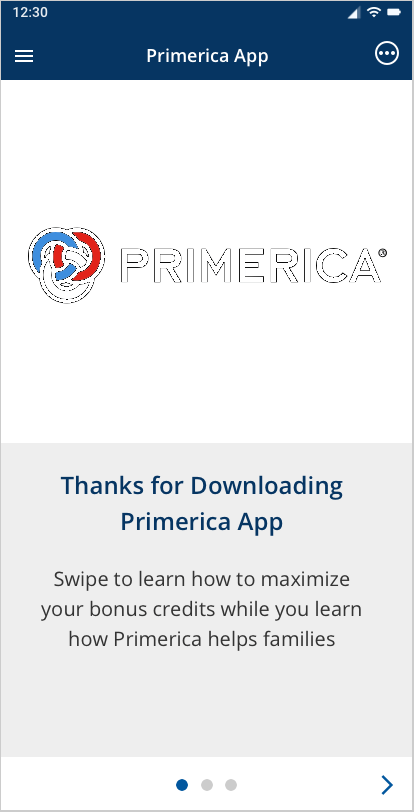 12:30
Primerica App
PRIMERICA®
Thanks for Downloading
Primerica App
Swipe to learn how to maximize
your bonus credits while you learn
how Primerica helps families